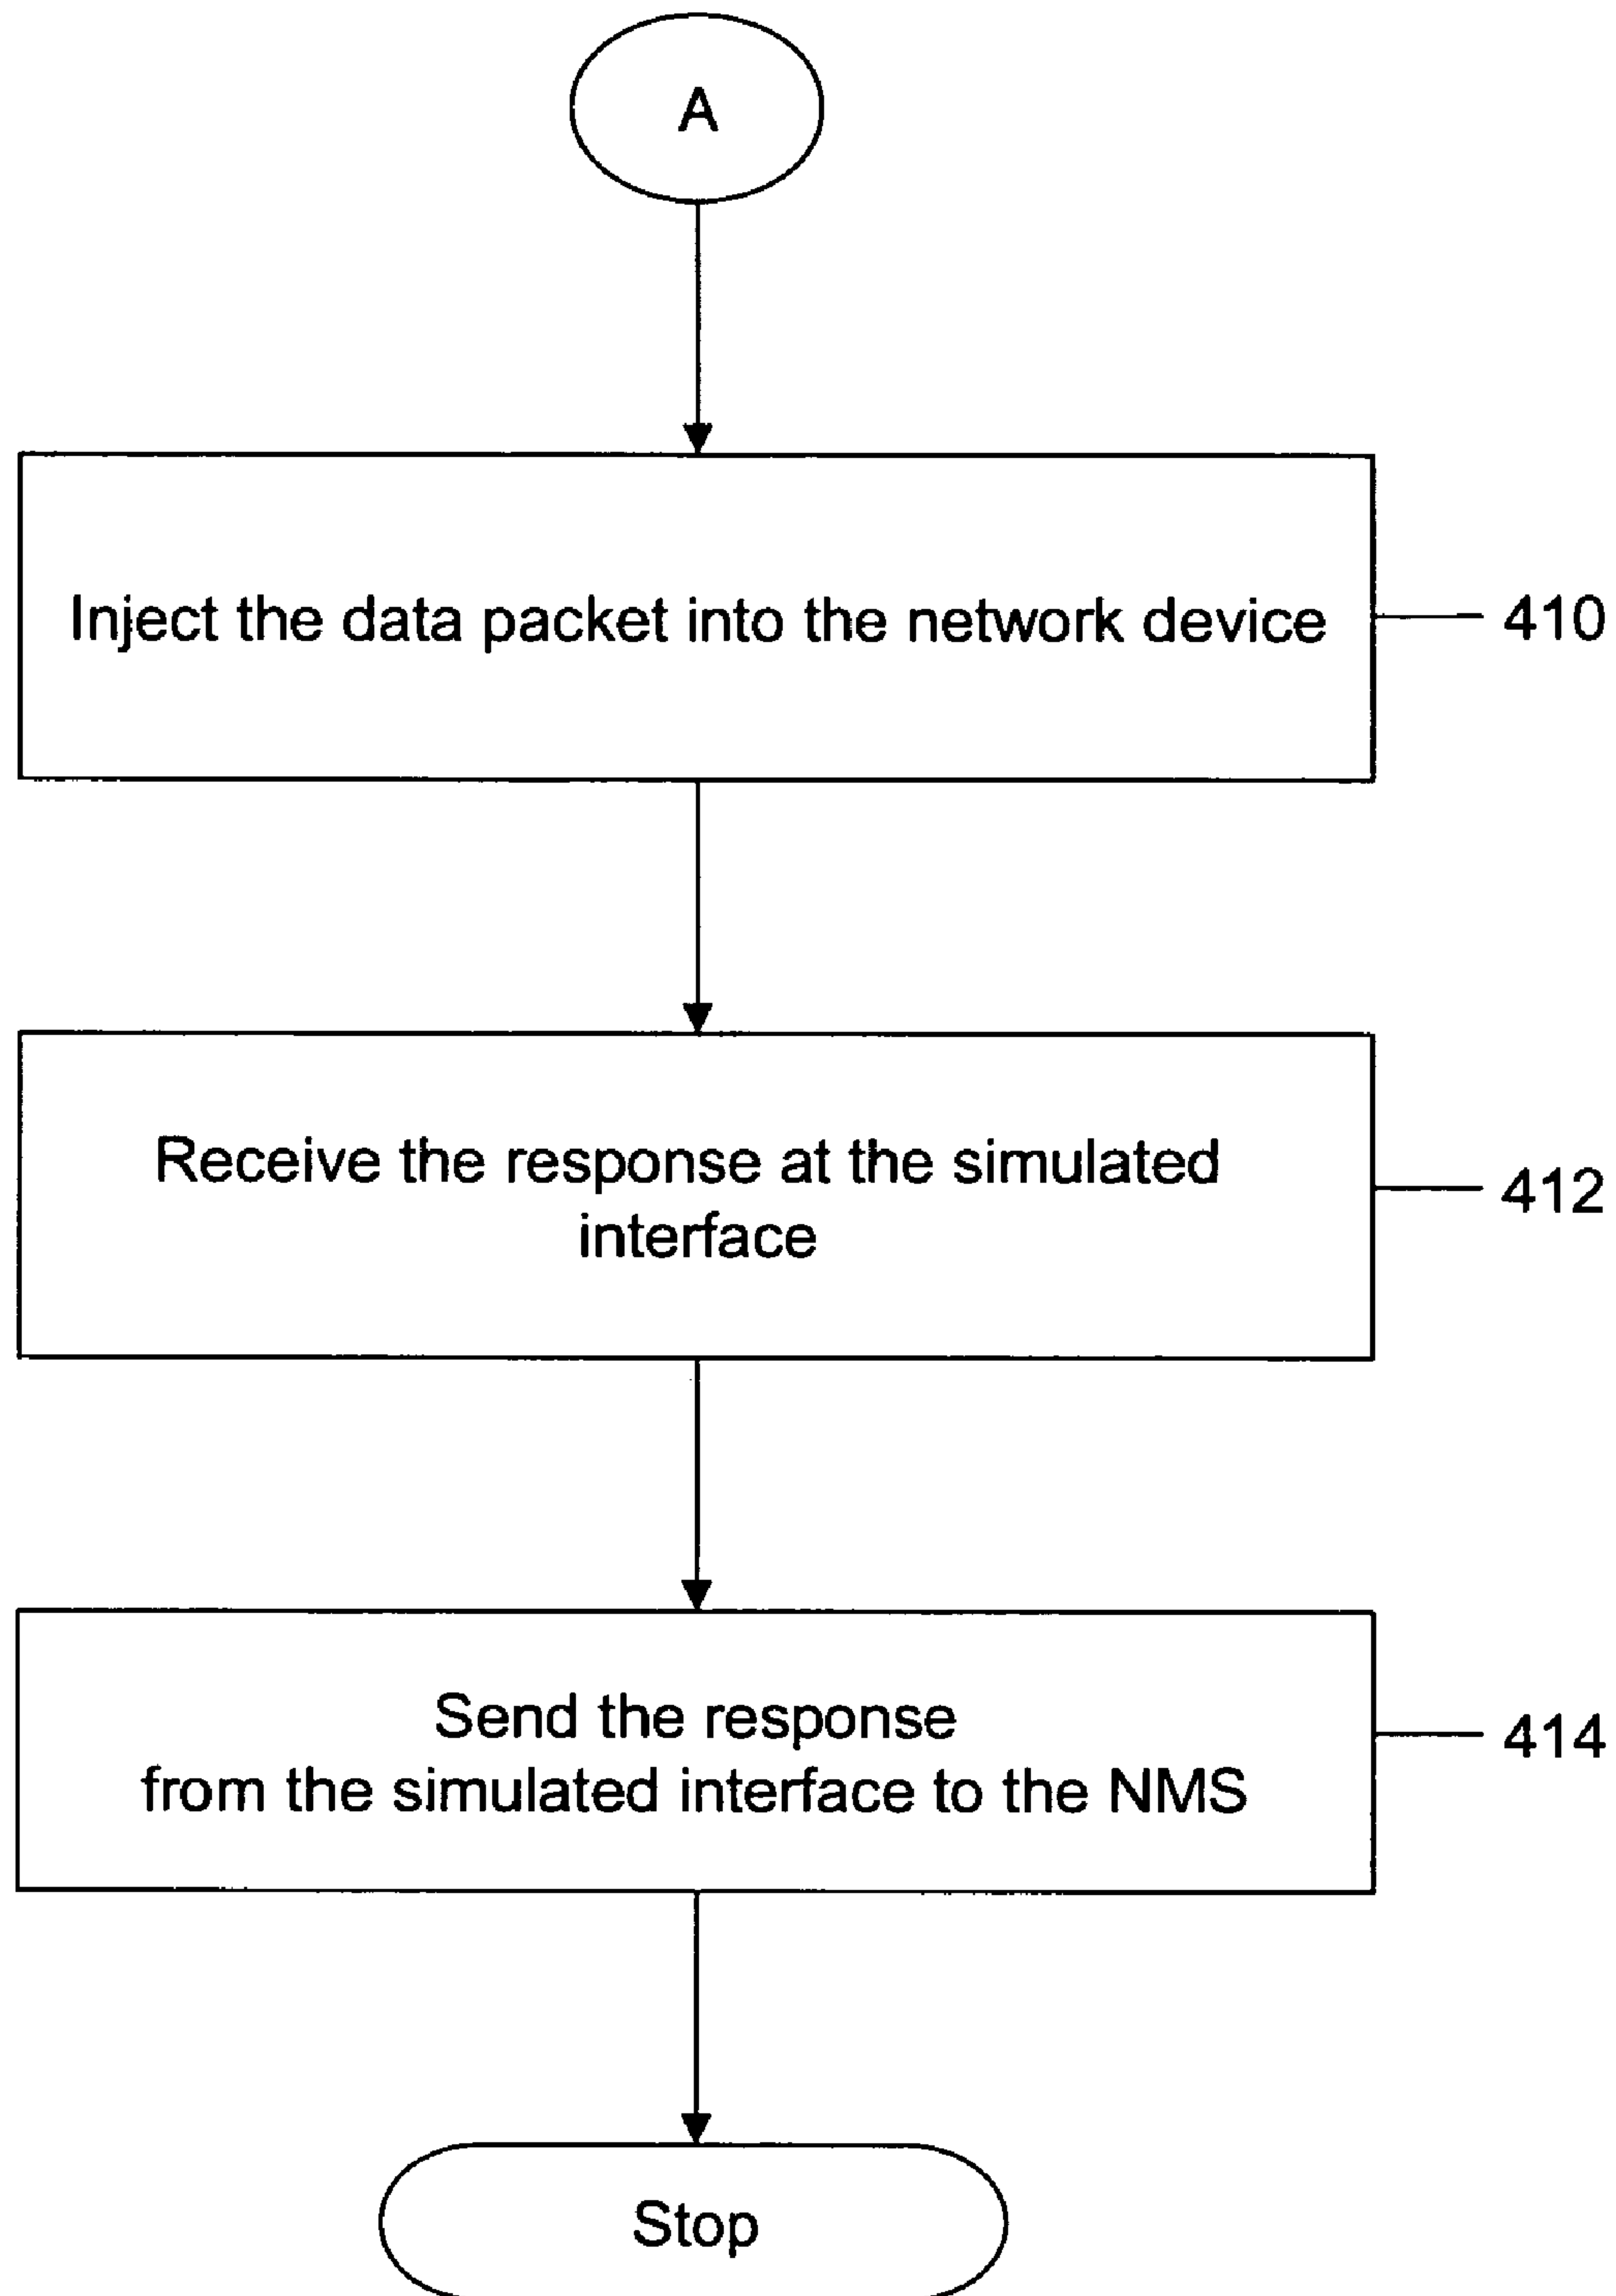 A
Inject the data packet into the network device
410
Receive the response at the simulated
interface
412
Send the response
from the simulated interface to the NMS
414
Stop